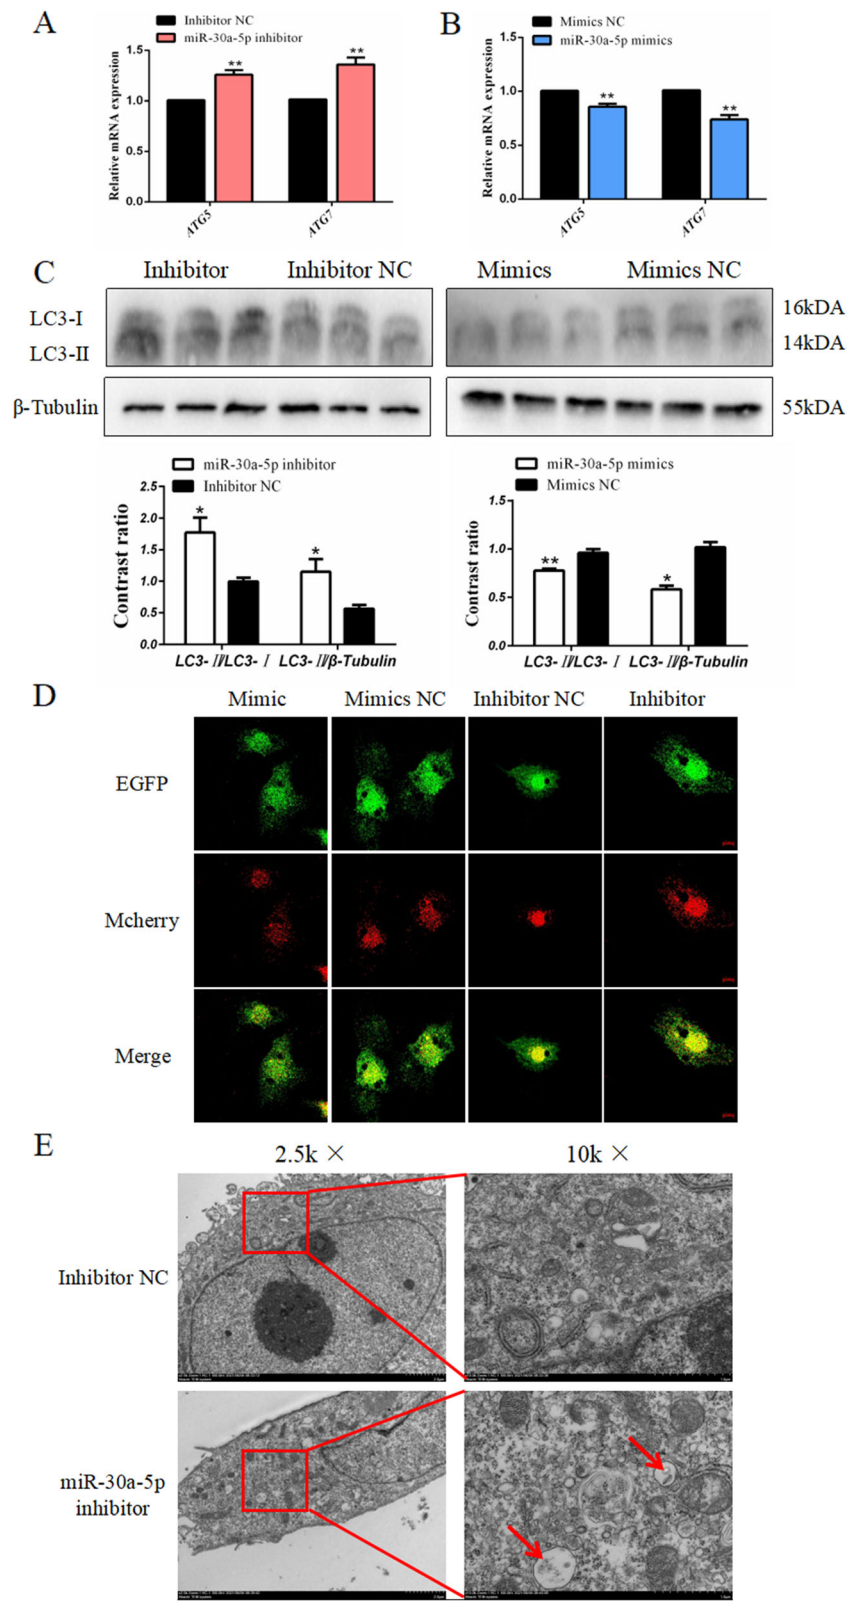 A
Inhibitor NC
miR-30a-5p inhibitor
Relative mRNA expression
1.5
1.0
0.5
0.0
**
**
ATG5
ATG7
B
Mimics NC
miR-30a-5p mimics
Relative mRNA expression
1.5
1.0
0.5
0.0
**
**
ATG5
ATG7
C
Inhibitor Inhibitor NC Mimics Mimics NC
LC3-I 16kDA
LC3-II 14kDA
β-Tubulin 55kDA
miR-30a-5p inhibitor
Inhibitor NC
Contrast ratio
2.5
2.0
1.5
1.0
0.5
0.0
*
*
LC3-II/LC3-I LC3-II/β-Tubulin
miR-30a-5p mimics
Mimics NC
Contrast ratio
1.5
1.0
0.5
0.0
**
*
LC3-II/LC3-I LC3-II/β-Tubulin
D
Mimic Mimics NC Inhibitor NC Inhibitor
EGFP
Mcherry
Merge
E
2.5k × 10k ×
Inhibitor NC
miR-30a-5p
inhibitor